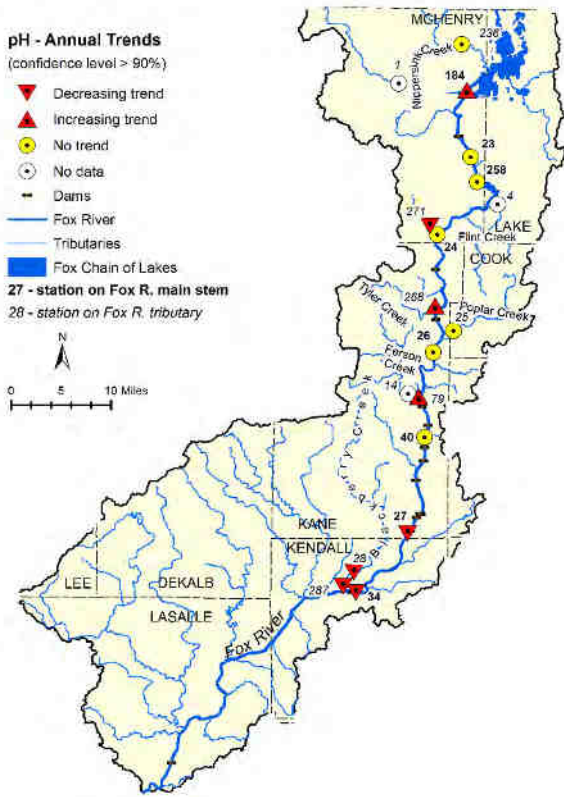 pH - Annual Trends
(confidence level > 90%)
Decreasing trend
Increasing trend
No trend
No data
Dams
Fox River
Tributaries
Fox Chain of Lakes
27 - station on Fox R. main stem
28 - station on Fox R. tributary
N
0 5 10 Miles
MCHENRY
236
Nippersink Creek
1
184
23
258
4
271
LAKE
24
Flint Creek
COOK
Tyler Creek
268
Poplar Creek
25
26
Ferson
Creek
14
79
40
Blackberry Creek
27
KANE
KENDALL
28
LEE
DEKALB
287
34
LASALLE
Fox River